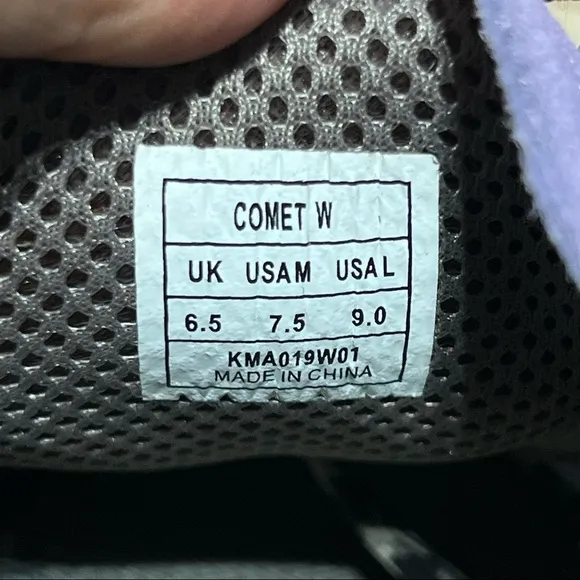 COMET W
UK USAM USAL
6.5 7.5 9.0
KMA019W01
MADE IN CHINA